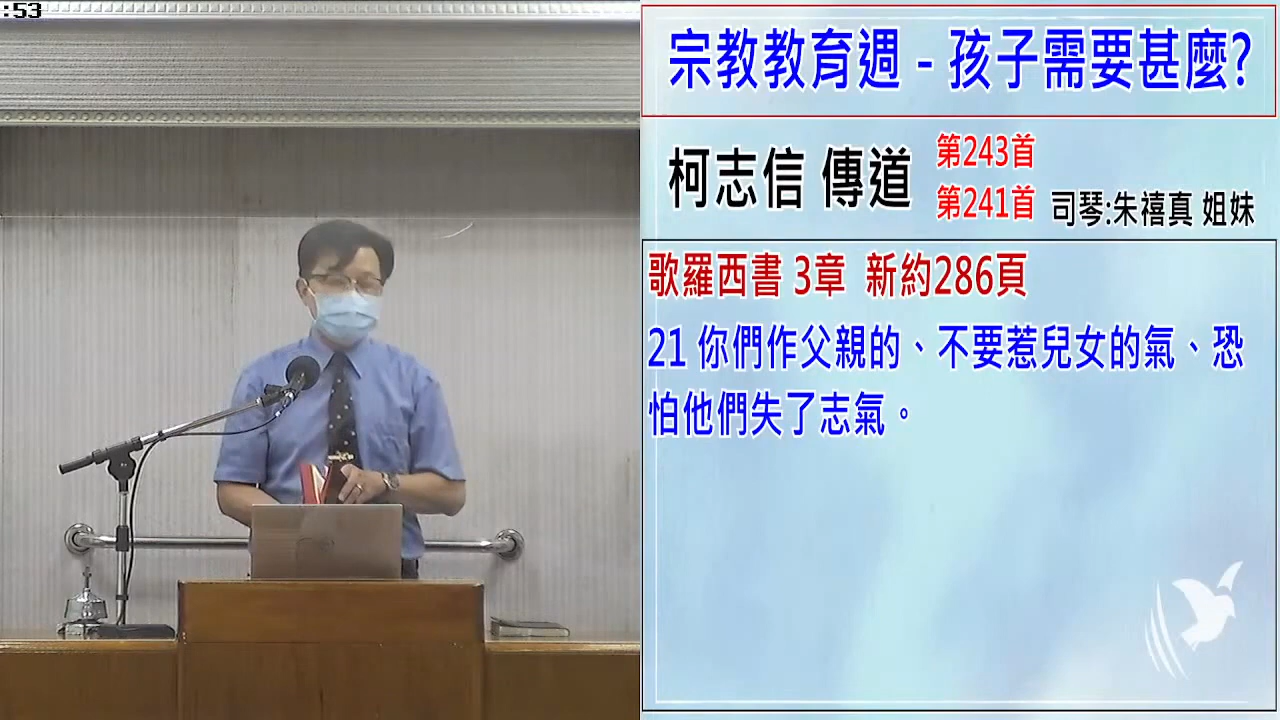 :53
宗教教育週 - 孩子需要甚麼?
柯志信 傳道
第243首
第241首
司琴:朱禧真 姐妹
歌羅西書 3章 新約286頁
21 你們作父親的、不要惹兒女的氣、恐
怕他們失了志氣。